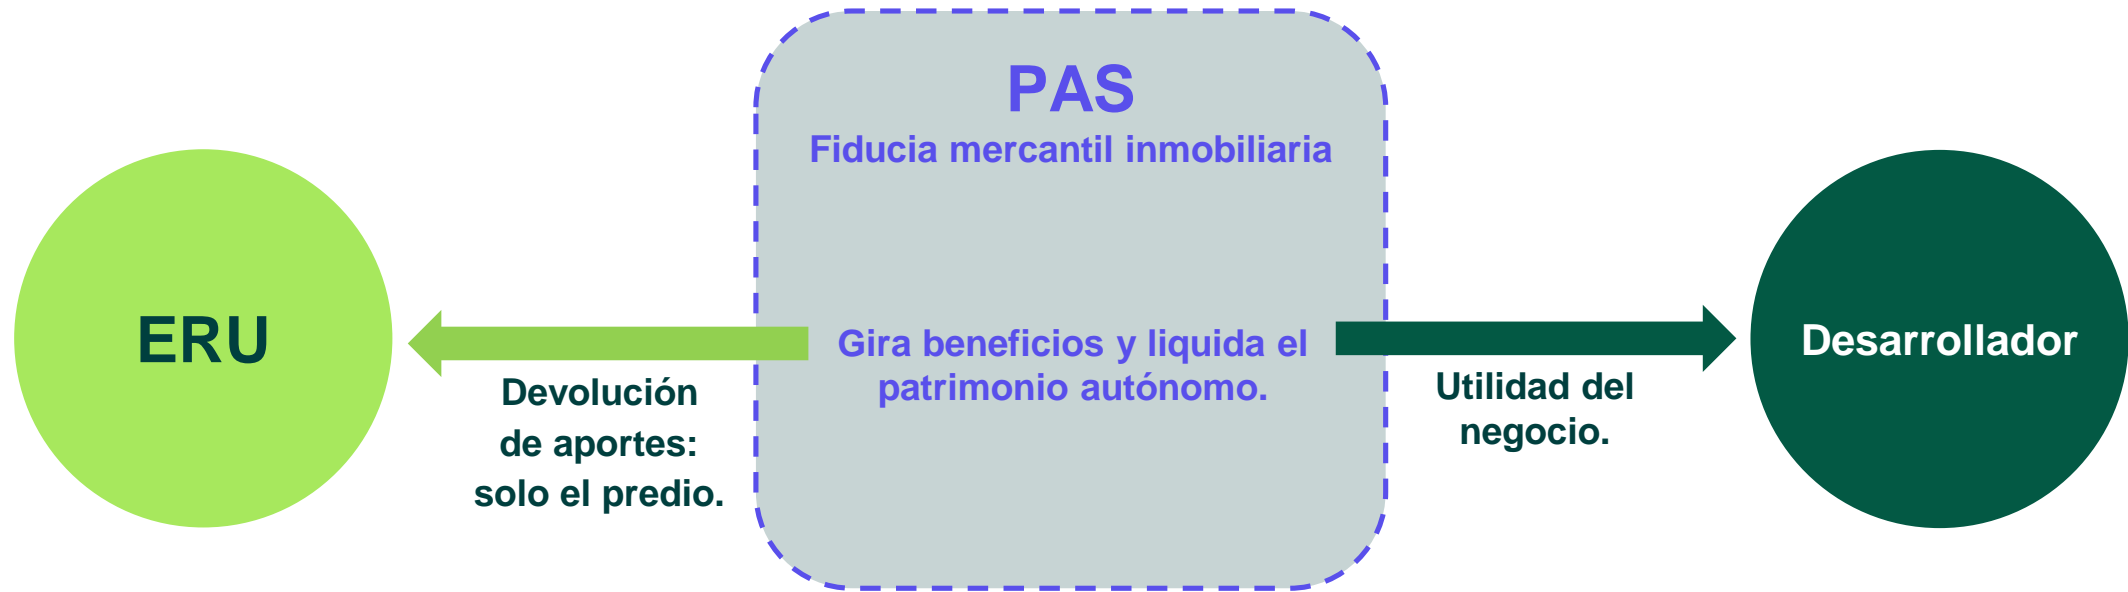 PAS
Fiducia mercantil inmobiliaria
ERU
Devolución
de aportes:
solo el predio.
Gira beneficios y liquida el
patrimonio autónomo.
Utilidad del
negocio.
Desarrollador